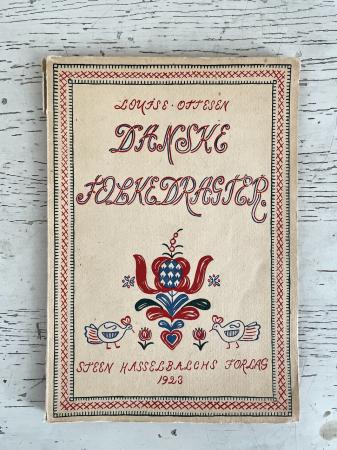 LOUISE · OTTESEN
DANSKE
FOLKEDRAGTER
STEEN HASSELBALCHS FORLAG
1923